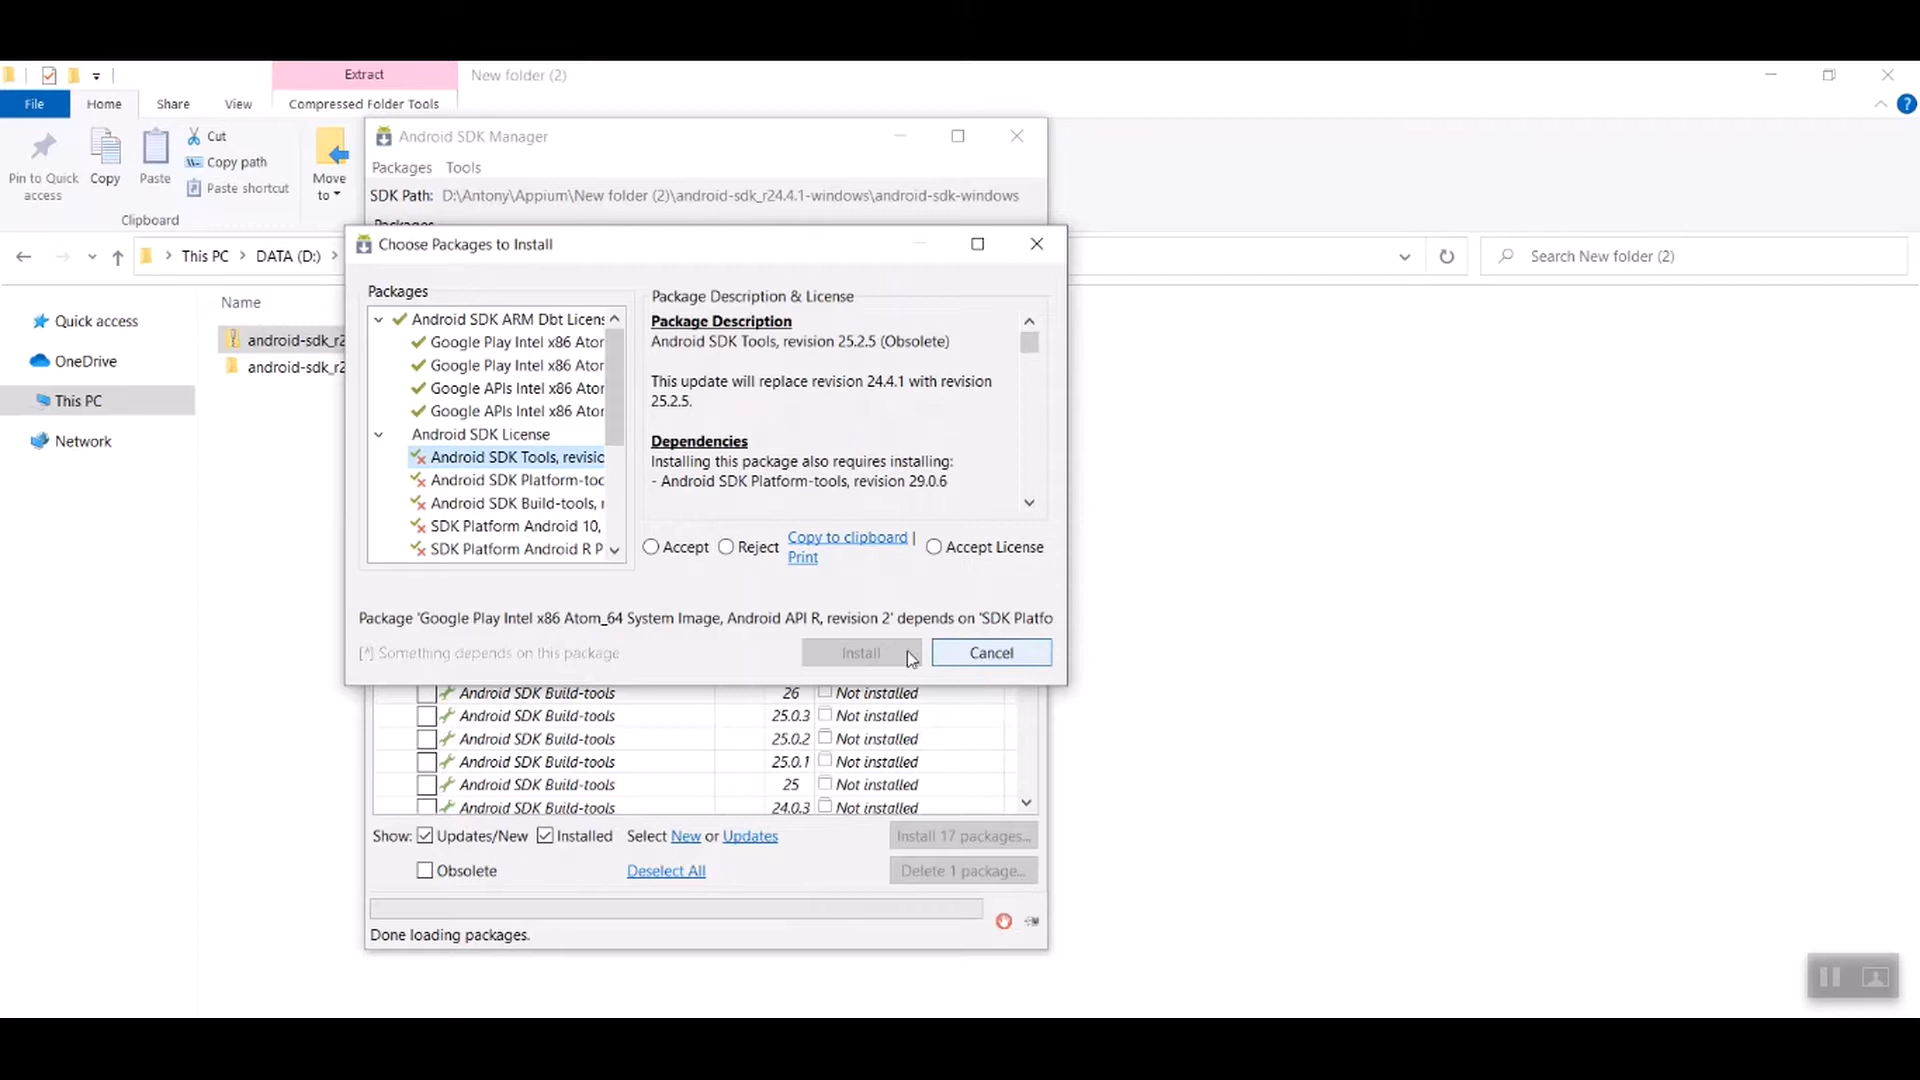 Extract
New folder (2)
File
Home
Share
View
Compressed Folder Tools
Pin to Quick access
Copy
Paste
Cut
Copy path
Paste shortcut
Clipboard
Move to
Android SDK Manager
Packages Tools
SDK Path: D:\Antony\Appium\New folder (2)\android-sdk_r24.4.1-windows\android-sdk-windows
Packages
This PC
DATA (D:)
Search New folder (2)
Quick access
OneDrive
This PC
Network
Name
android-sdk_r2
android-sdk_r2
Choose Packages to Install
Packages
Android SDK ARM Dbt Licens
Google Play Intel x86 Ator
Google Play Intel x86 Ator
Google APIs Intel x86 Ator
Google APIs Intel x86 Ator
Android SDK License
Android SDK Tools, revisic
Android SDK Platform-toc
Android SDK Build-tools, r
SDK Platform Android 10,
SDK Platform Android R P
Package Description & License
Package Description
Android SDK Tools, revision 25.2.5 (Obsolete)
This update will replace revision 24.4.1 with revision
25.2.5.
Dependencies
Installing this package also requires installing:
- Android SDK Platform-tools, revision 29.0.6
Accept
Reject
Copy to clipboard |
Print
Accept License
Package 'Google Play Intel x86 Atom_64 System Image, Android API R, revision 2' depends on 'SDK Platfo
[*] Something depends on this package
Install
Cancel
Android SDK Build-tools 26 Not installed
Android SDK Build-tools 25.0.3 Not installed
Android SDK Build-tools 25.0.2 Not installed
Android SDK Build-tools 25.0.1 Not installed
Android SDK Build-tools 25 Not installed
Android SDK Build-tools 24.0.3 Not installed
Show: Updates/New Installed Select New or Updates
Install 17 packages...
Obsolete
Deselect All
Delete 1 package...
Done loading packages.